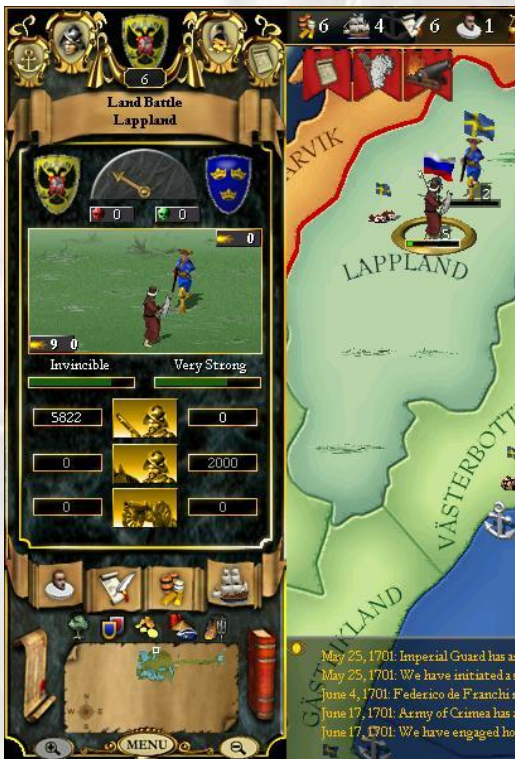 6 4 6 1
6
Land Battle
Lappland
0 0
0
9 0
Invincible Very Strong
5822 0
0 2000
0 0
MENU
N
W E
S
ARVIK
2
5
LAPPLAND
VÄSTERBOTT
GÄSTRIKLAND
May 25, 1701: Imperial Guard has
May 25, 1701: We have initiated a
June 4, 1701: Federico de Franchi
June 17, 1701: Army of Crimea has
June 17, 1701: We have engaged